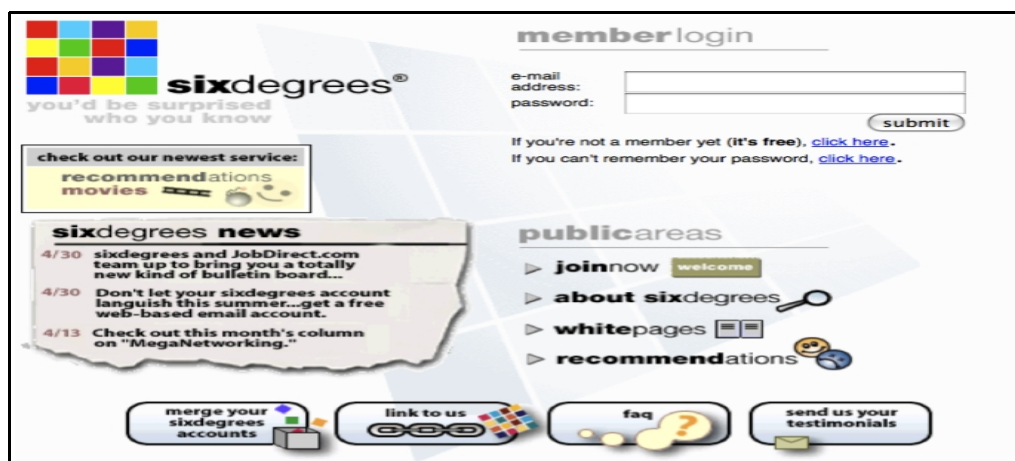 sixdegrees®
you'd be surprised
who you know
check out our newest service:
recommendations
movies
sixdegrees news
4/30 sixdegrees and JobDirect.com
team up to bring you a totally
new kind of bulletin board...
4/30 Don't let your sixdegrees account
languish this summer...get a free
web-based email account.
4/13 Check out this month's column
on "MegaNetworking."
memberlogin
e-mail
address:
password:
submit
If you're not a member yet (it's free), click here.
If you can't remember your password, click here.
publicareas
joinnow welcome
about sixdegrees
whitepages
recommendations
merge your
sixdegrees
accounts
link to us
faq
?
send us your
testimonials